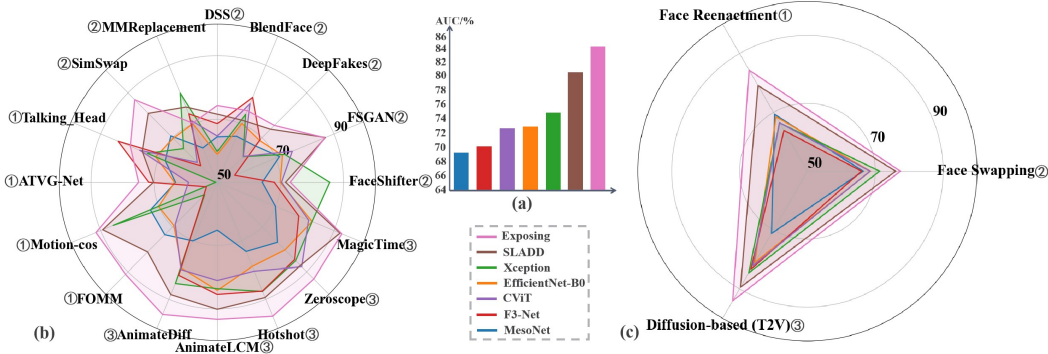 DSS②
②MMReplacement
BlendFace②
②SimSwap
DeepFakes②
①Talking_Head
FSGAN②
90
70
50
①ATVG-Net
FaceShifter②
①Motion-cos
MagicTime③
①FOMM
Zeroscope③
③AnimateDiff
Hotshot③
AnimateLCM③
(b)
AUC/%
86
84
82
80
78
76
74
72
70
68
66
64
(a)
Exposing
SLADD
Xception
EfficientNet-B0
CViT
F3-Net
MesoNet
Face Reenactment①
90
70
50
Face Swapping②
Diffusion-based (T2V)③
(c)